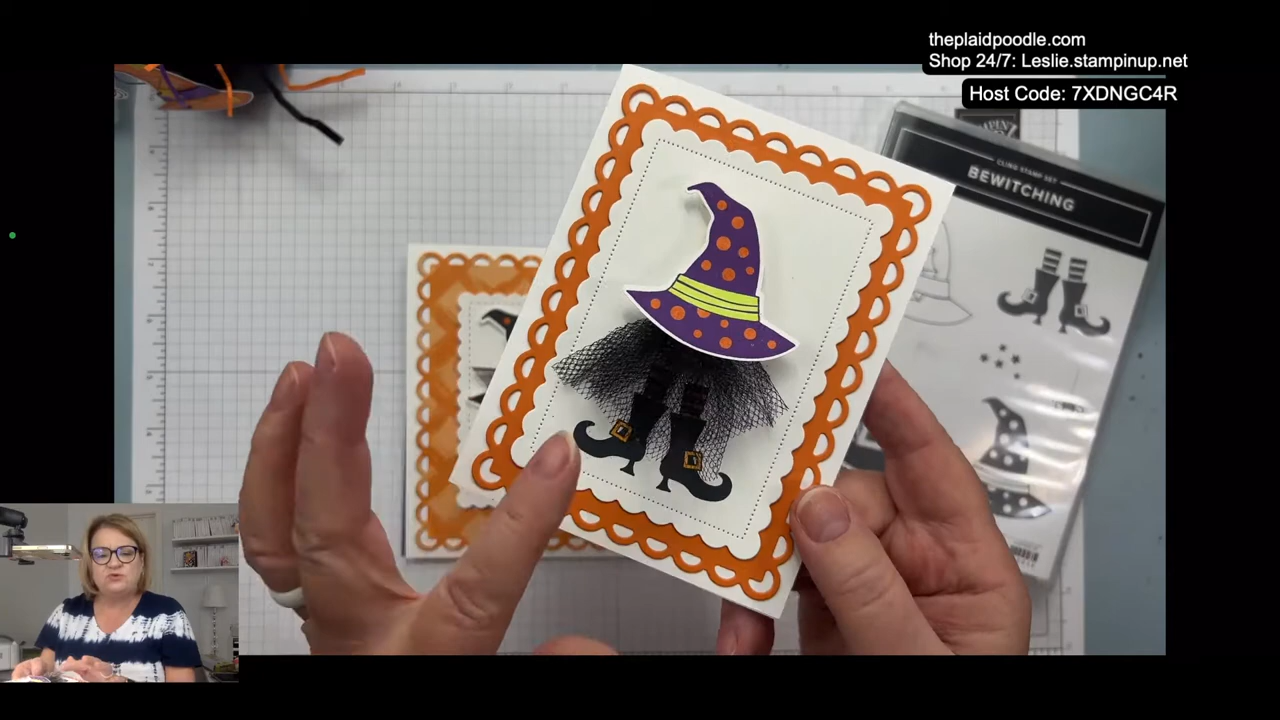 theplaidpoodle.com
Shop 24/7: Leslie.stampinup.net
Host Code: 7XDNGC4R
CLING STAMP SET
BEWITCHING